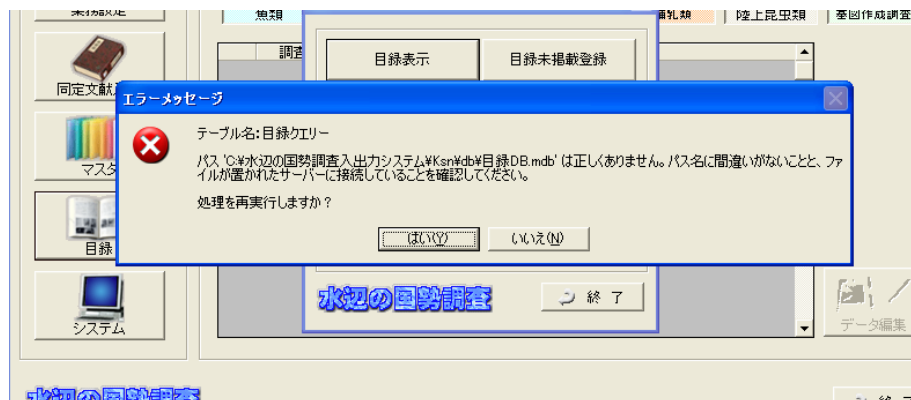 業務設定
魚類
哺乳類
陸上昆虫類
基図作成調査
調査
目録表示
目録未掲載登録
同定文献
エラーメッセージ
テーブル名:目録クエリー
パス 'C:¥水辺の国勢調査入出力システム¥Ksn¥db¥目録DB.mdb' は正しくありません。パス名に間違いがないことと、ファ
イルが置かれたサーバーに接続していることを確認してください。
処理を再実行しますか？
はい(Y)
いいえ(N)
マスタ
目録
システム
水辺の国勢調査
終 了
データ編集
水辺の国勢調査
終 了